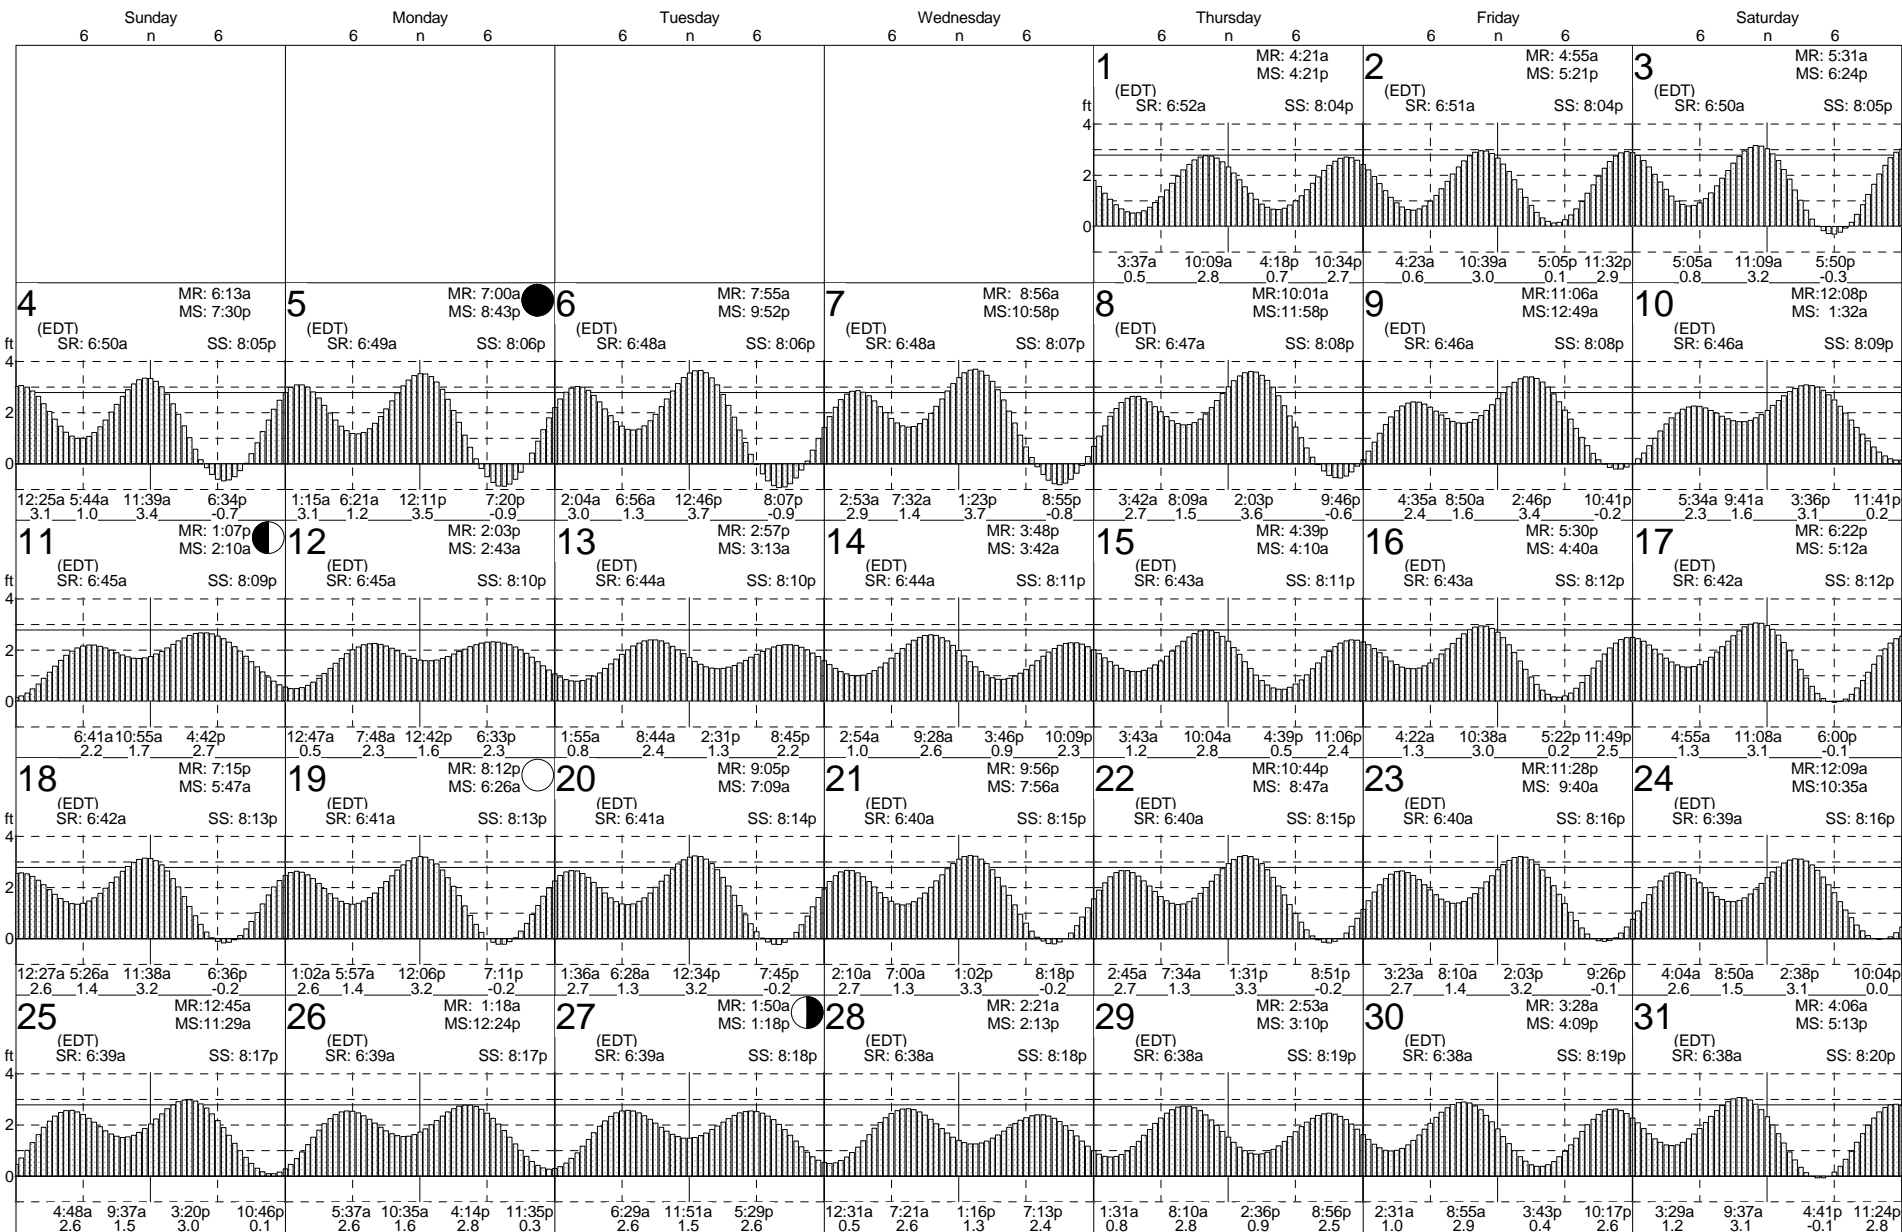 Sunday Monday Tuesday Wednesday Thursday Friday Saturday
6 n 6 6 n 6 6 n 6 6 n 6 6 n 6 6 n 6 6 n 6
1 MR: 4:21a 2 MR: 4:55a 3 MR: 5:31a
MS: 4:21p MS: 5:21p MS: 6:24p
(EDT) (EDT) (EDT)
ft SR: 6:52a SS: 8:04p SR: 6:51a SS: 8:04p SR: 6:50a SS: 8:05p
4
2
0
3:37a 10:09a 4:18p 10:34p 4:23a 10:39a 5:05p 11:32p 5:05a 11:09a 5:50p
0.5 2.8 0.7 2.7 0.6 3.0 0.1 2.9 0.8 3.2 -0.3
4 MR: 6:13a 5 MR: 7:00a 6 MR: 7:55a 7 MR: 8:56a 8 MR:10:01a 9 MR:11:06a 10 MR:12:08p
MS: 7:30p MS: 8:43p MS: 9:52p MS:10:58p MS:11:58p MS:12:49a MS: 1:32a
(EDT) (EDT) (EDT) (EDT) (EDT) (EDT) (EDT)
ft SR: 6:50a SS: 8:05p SR: 6:49a SS: 8:06p SR: 6:48a SS: 8:06p SR: 6:48a SS: 8:07p SR: 6:47a SS: 8:08p SR: 6:46a SS: 8:08p SR: 6:46a SS: 8:09p
4
2
0
12:25a 5:44a 11:39a 6:34p 1:15a 6:21a 12:11p 7:20p 2:04a 6:56a 12:46p 8:07p 2:53a 7:32a 1:23p 8:55p 3:42a 8:09a 2:03p 9:46p 4:35a 8:50a 2:46p 10:41p 5:34a 9:41a 3:36p 11:41p
3.1 1.0 3.4 -0.7 3.1 1.2 3.5 -0.9 3.0 1.3 3.7 -0.9 2.9 1.4 3.7 -0.8 2.7 1.5 3.6 -0.6 2.4 1.6 3.4 -0.2 2.3 1.6 3.1 0.2
11 MR: 1:07p 12 MR: 2:03p 13 MR: 2:57p 14 MR: 3:48p 15 MR: 4:39p 16 MR: 5:30p 17 MR: 6:22p
MS: 2:10a MS: 2:43a MS: 3:13a MS: 3:42a MS: 4:10a MS: 4:40a MS: 5:12a
(EDT) (EDT) (EDT) (EDT) (EDT) (EDT) (EDT)
ft SR: 6:45a SS: 8:09p SR: 6:45a SS: 8:10p SR: 6:44a SS: 8:10p SR: 6:44a SS: 8:11p SR: 6:43a SS: 8:11p SR: 6:43a SS: 8:12p SR: 6:42a SS: 8:12p
4
2
0
6:41a 10:55a 4:42p 12:47a 7:48a 12:42p 6:33p 1:55a 8:44a 2:31p 8:45p 2:54a 9:28a 3:46p 10:09p 3:43a 10:04a 4:39p 11:06p 4:22a 10:38a 5:22p 11:49p 4:55a 11:08a 6:00p
2.2 1.7 2.7 0.5 2.3 1.6 2.3 0.8 2.4 1.3 2.2 1.0 2.6 0.9 2.3 1.2 2.8 0.5 2.4 1.3 3.0 0.2 2.5 1.3 3.1 -0.1
18 MR: 7:15p 19 MR: 8:12p 20 MR: 9:05p 21 MR: 9:56p 22 MR:10:44p 23 MR:11:28p 24 MR:12:09a
MS: 5:47a MS: 6:26a MS: 7:09a MS: 7:56a MS: 8:47a MS: 9:40a MS:10:35a
(EDT) (EDT) (EDT) (EDT) (EDT) (EDT) (EDT)
ft SR: 6:42a SS: 8:13p SR: 6:41a SS: 8:13p SR: 6:41a SS: 8:14p SR: 6:40a SS: 8:15p SR: 6:40a SS: 8:15p SR: 6:40a SS: 8:16p SR: 6:39a SS: 8:16p
4
2
0
12:27a 5:26a 11:38a 6:36p 1:02a 5:57a 12:06p 7:11p 1:36a 6:28a 12:34p 7:45p 2:10a 7:00a 1:02p 8:18p 2:45a 7:34a 1:31p 8:51p 3:23a 8:10a 2:03p 9:26p 4:04a 8:50a 2:38p 10:04p
2.6 1.4 3.2 -0.2 2.6 1.4 3.2 -0.2 2.7 1.3 3.2 -0.2 2.7 1.3 3.3 -0.2 2.7 1.3 3.3 -0.2 2.7 1.4 3.2 -0.1 2.6 1.5 3.1 0.0
25 MR:12:45a 26 MR: 1:18a 27 MR: 1:50a 28 MR: 2:21a 29 MR: 2:53a 30 MR: 3:28a 31 MR: 4:06a
MS:11:29a MS:12:24p MS: 1:18p MS: 2:13p MS: 3:10p MS: 4:09p MS: 5:13p
(EDT) (EDT) (EDT) (EDT) (EDT) (EDT) (EDT)
ft SR: 6:39a SS: 8:17p SR: 6:39a SS: 8:17p SR: 6:39a SS: 8:18p SR: 6:38a SS: 8:18p SR: 6:38a SS: 8:19p SR: 6:38a SS: 8:19p SR: 6:38a SS: 8:20p
4
2
0
4:48a 9:37a 3:20p 10:46p 5:37a 10:35a 4:14p 11:35p 6:29a 11:51a 5:29p 12:31a 7:21a 1:16p 7:13p 1:31a 8:10a 2:36p 8:56p 2:31a 8:55a 3:43p 10:17p 3:29a 9:37a 4:41p 11:24p
2.6 1.5 3.0 0.1 2.6 1.6 2.8 0.3 2.6 1.5 2.6 0.5 2.6 1.3 2.4 0.8 2.8 0.9 2.5 1.0 2.9 0.4 2.6 1.2 3.1 -0.1 2.8